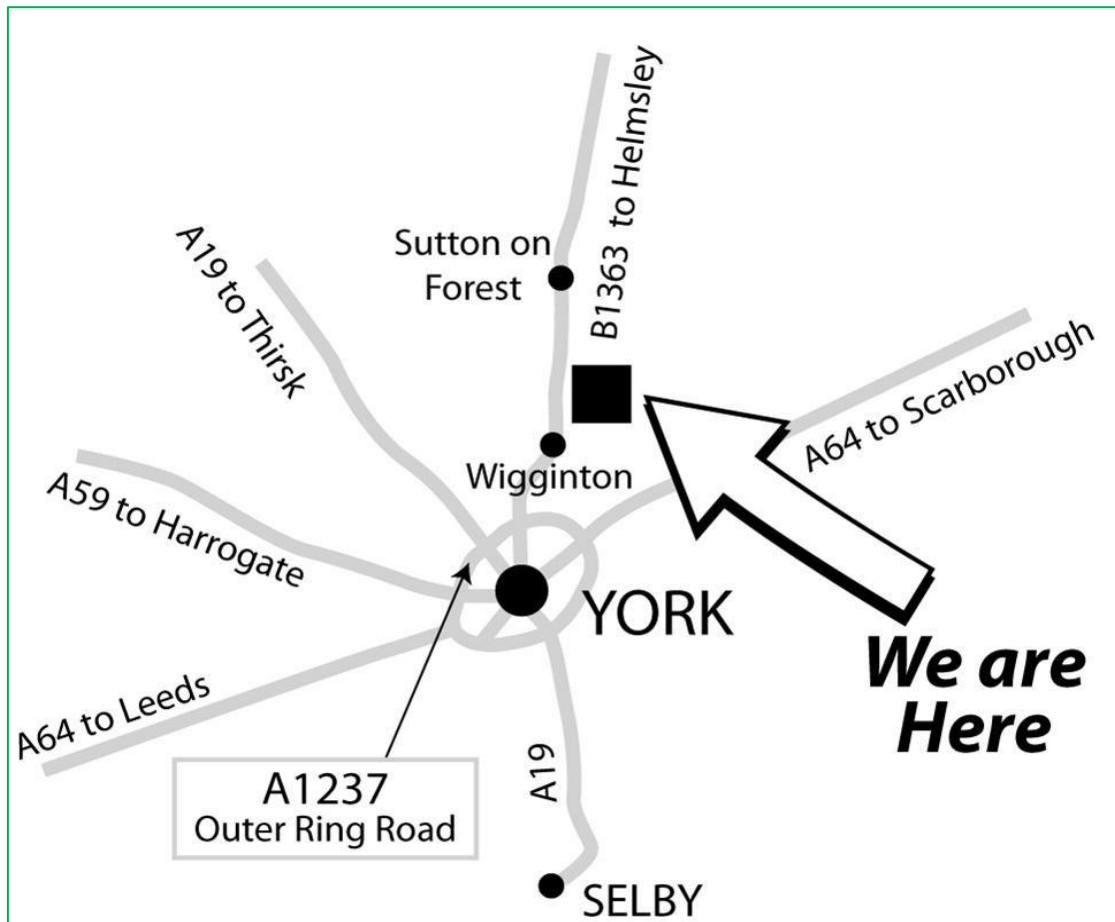 B1363 to Helmsley
Sutton on
Forest
A19 to Thirsk
A64 to Scarborough
Wigginton
A59 to Harrogate
YORK
We are
Here
A64 to Leeds
A1237
Outer Ring Road
A19
SELBY